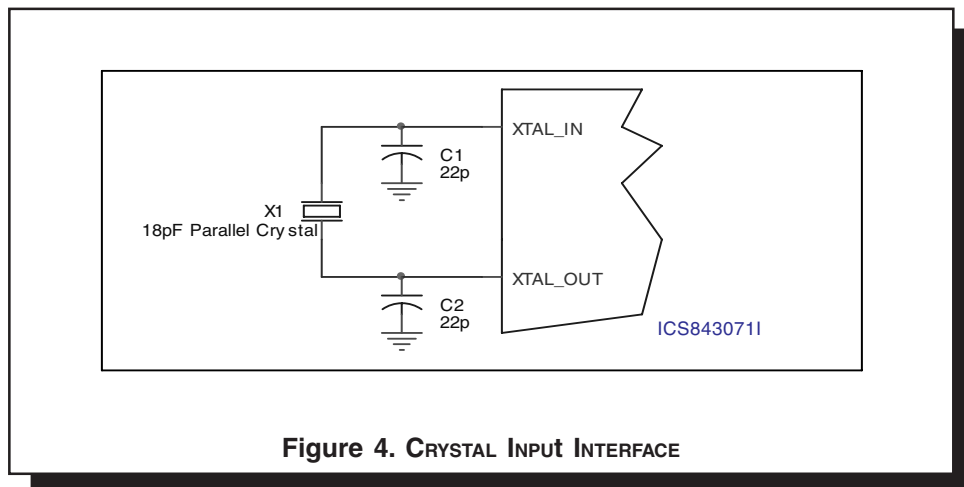 XTAL_IN
C1
22p
X1
18pF Parallel Crystal
XTAL_OUT
C2
22p
ICS843071I
Figure 4. CRYSTAL INPUt INTERFACE